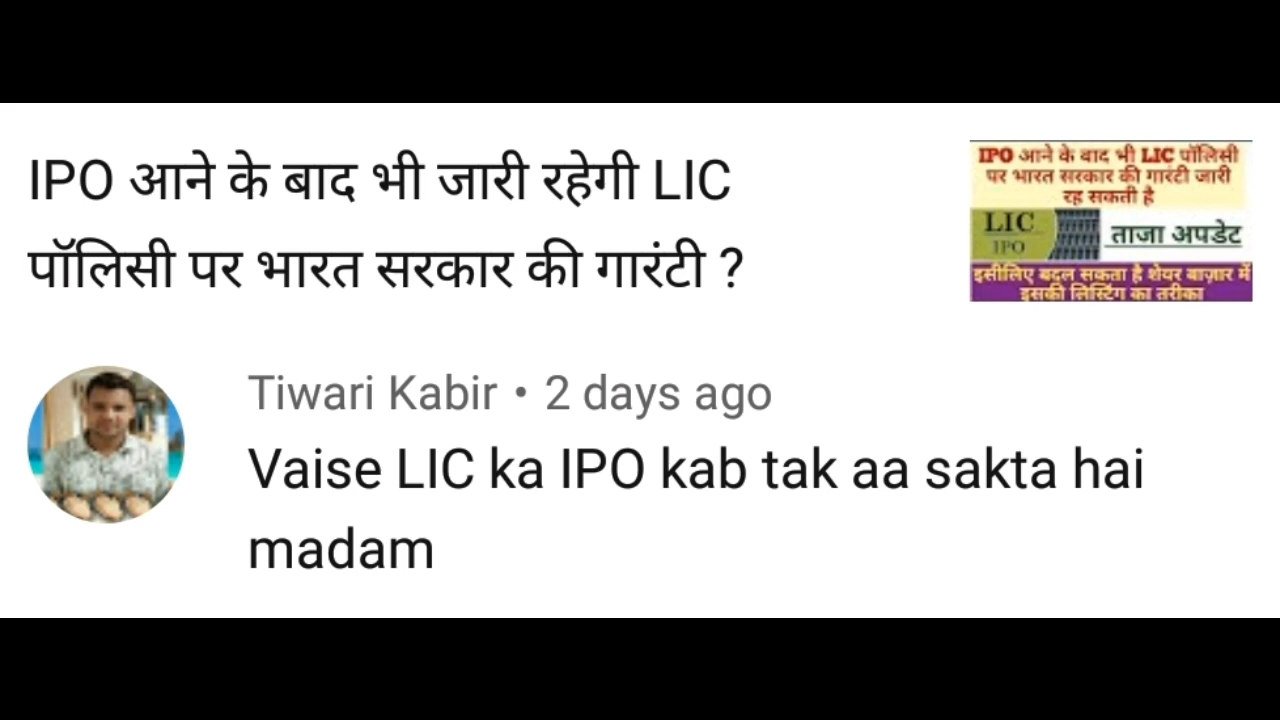 IPO आने के बाद भी जारी रहेगी LIC
पॉलिसी पर भारत सरकार की गारंटी ?
IPO आने के बाद भी LIC पॉलिसी
पर भारत सरकार की गारंटी जारी
रह सकती है
LIC
IPO
ताजा अपडेट
इसीलिए बदल सकता है शेयर बाज़ार में
इसकी लिस्टिंग का तरीका
Tiwari Kabir • 2 days ago
Vaise LIC ka IPO kab tak aa sakta hai
madam